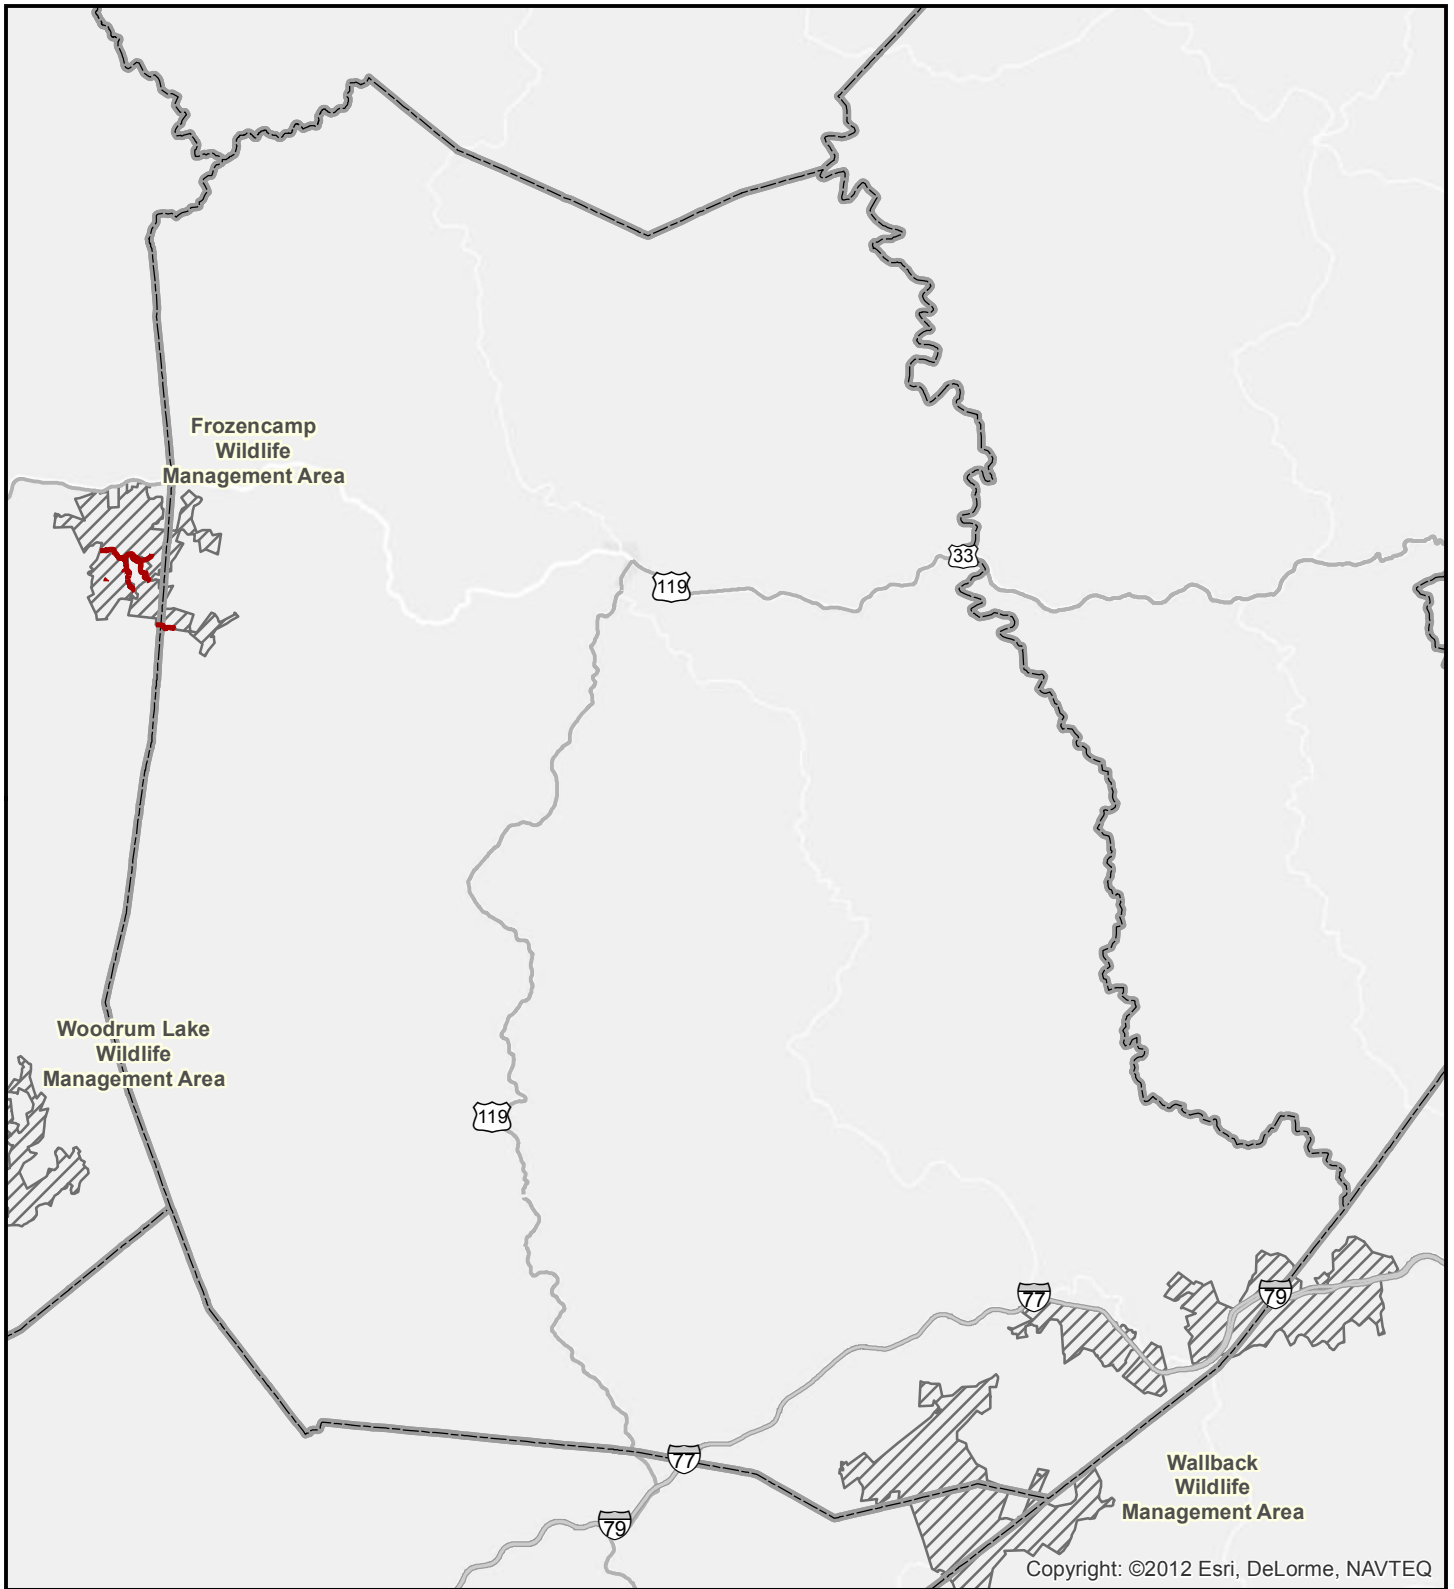 Frozencamp
Wildlife
Management Area
33
119
Woodrum Lake
Wildlife
Management Area
119
77
79
77
79
Wallback
Wildlife
Management Area
Copyright: ©2012 Esri, DeLorme, NAVTEQ